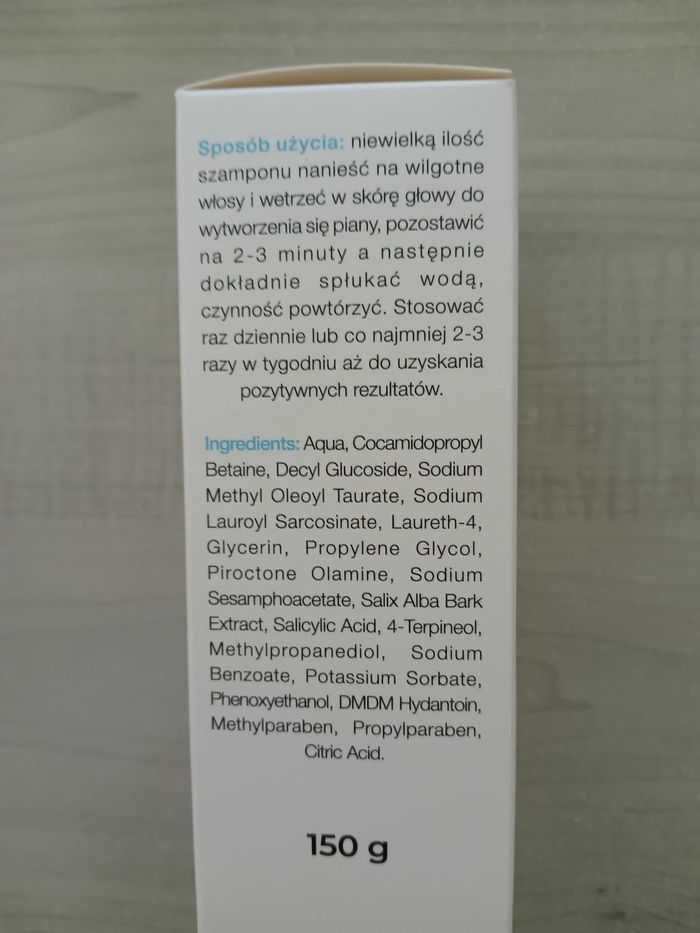 Sposób użycia: niewielką ilość
szamponu nanieść na wilgotne
włosy i wetrzeć w skórę głowy do
wytworzenia się piany, pozostawić
na 2-3 minuty a następnie
dokładnie spłukać wodą,
czynność powtórzyć. Stosować
raz dziennie lub co najmniej 2-3
razy w tygodniu aż do uzyskania
pozytywnych rezultatów.
Ingredients: Aqua, Cocamidopropyl
Betaine, Decyl Glucoside, Sodium
Methyl Oleoyl Taurate, Sodium
Lauroyl Sarcosinate, Laureth-4,
Glycerin, Propylene Glycol,
Piroctone Olamine, Sodium
Sesamphoacetate, Salix Alba Bark
Extract, Salicylic Acid, 4-Terpineol,
Methylpropanediol, Sodium
Benzoate, Potassium Sorbate,
Phenoxyethanol, DMDM Hydantoin,
Methylparaben, Propylparaben,
Citric Acid.
150 g